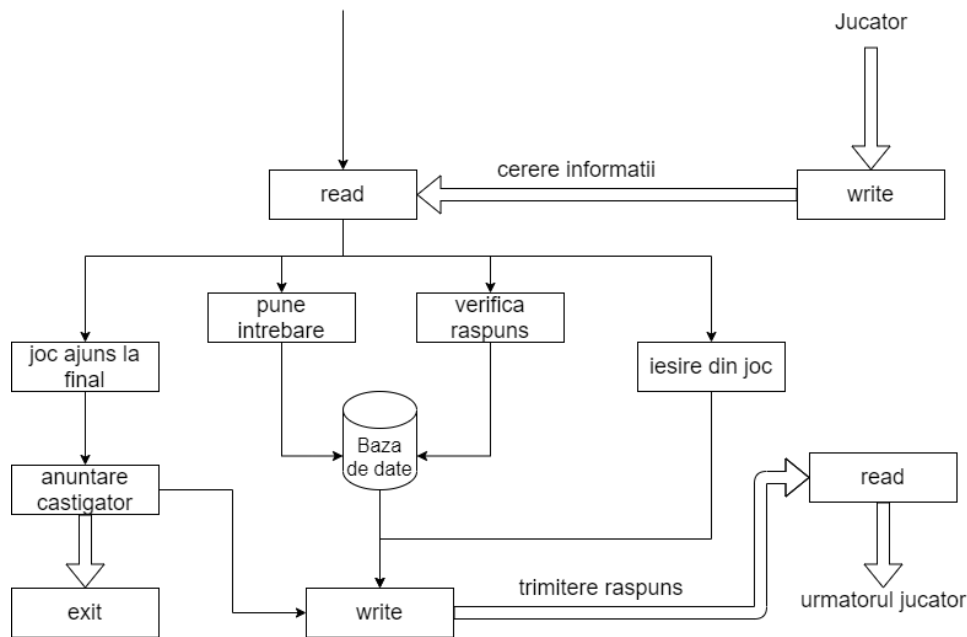 Jucator
cerere informatii
read
write
pune
intrebare
verifica
raspuns
joc ajuns la
final
iesire din joc
Baza
de date
anuntare
castigator
read
trimitere raspuns
exit
write
urmatorul jucator